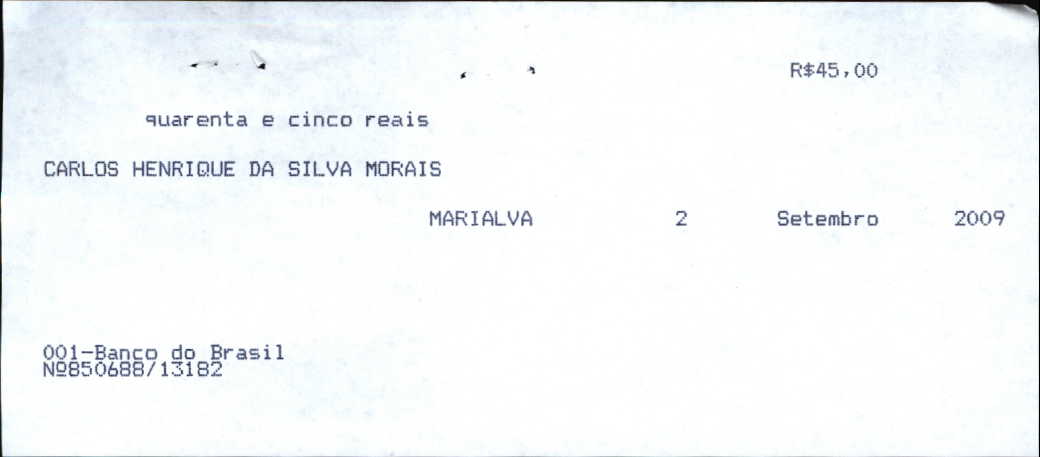 R$45,00
quarenta e cinco reais
CARLOS HENRIQUE DA SILVA MORAIS
MARIALVA 2 Setembro 2009
001-Banco do Brasil
Nº850688/13182